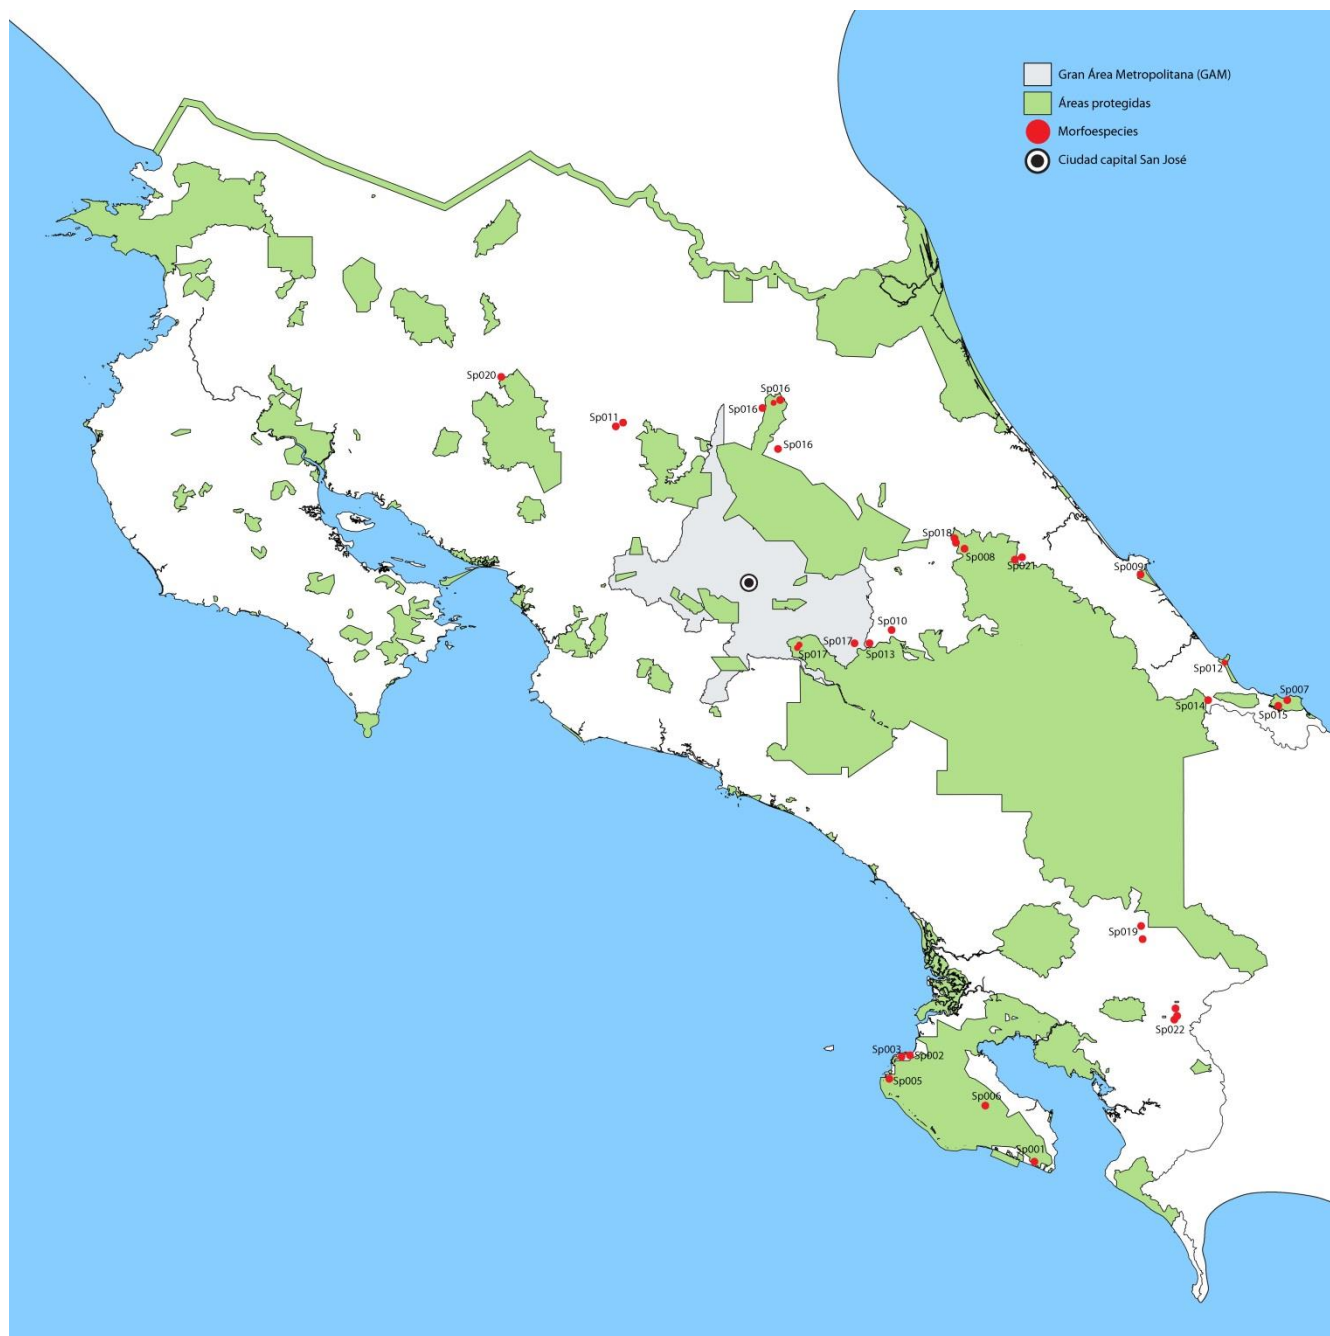 Gran Área Metropolitana (GAM)
Áreas protegidas
Morfoespecies
Ciudad capital San José
Sp020
Sp016
Sp016
Sp011
Sp016
Sp018
Sp008
Sp021
Sp009
Sp010
Sp017
Sp017
Sp013
Sp012
Sp007
Sp014
Sp015
Sp019
Sp022
Sp003
Sp002
Sp005
Sp006
Sp001